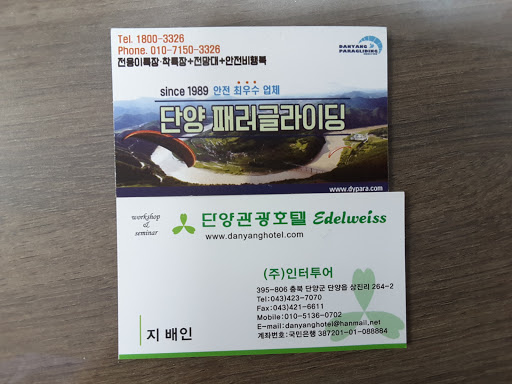 Tel. 1800-3326
Phone. 010-7150-3326
전용이륙장·착륙장+전망대+안전비행복
DANYANG
PARAGLIDING
since 1989 안전 최우수 업체
단양 패러글라이딩
www.dypara.com
workshop
&
seminar
단양관광호텔 Edelweiss
www.danyanghotel.com
(주)인터투어
395-806 충북 단양군 단양읍 상진리 264-2
Tel:043)423-7070
Fax:043)421-6611
Mobile:010-5136-0702
E-mail:danyanghotel@hanmail.net
계좌번호:국민은행 387201-01-088884
지 배인